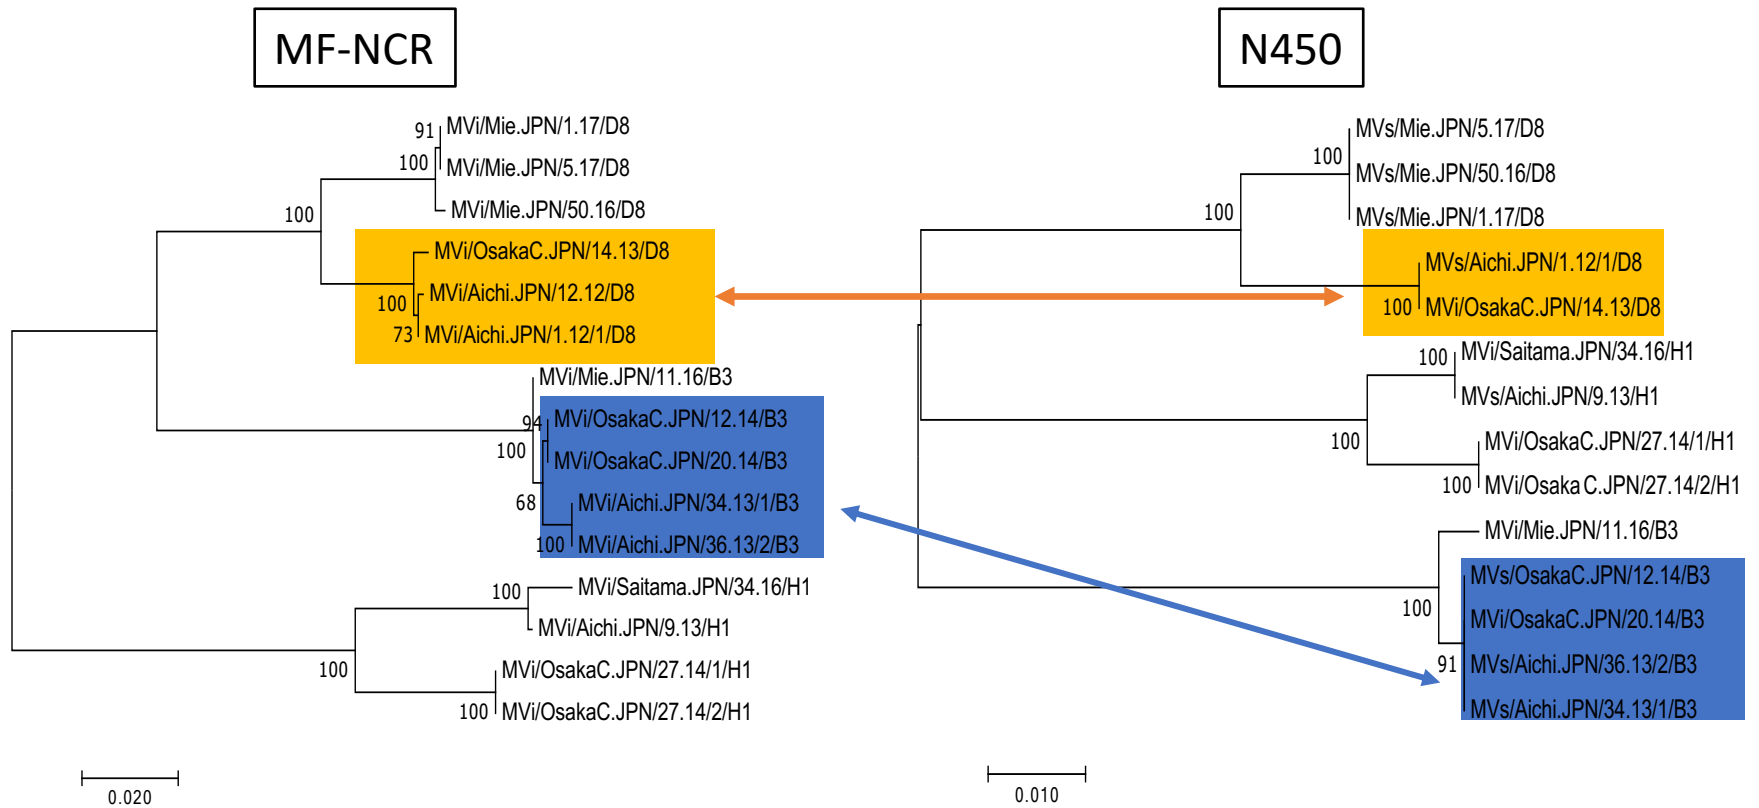 MF-NCR
91
MVi/Mie.JPN/1.17/D8
100
MVi/Mie.JPN/5.17/D8
MVi/Mie.JPN/50.16/D8
100
MVi/OsakaC.JPN/14.13/D8
MVi/Aichi.JPN/12.12/D8
100
73
MVi/Aichi.JPN/1.12/1/D8
MVi/Mie.JPN/11.16/B3
94
MVi/OsakaC.JPN/12.14/B3
100
MVi/OsakaC.JPN/20.14/B3
68
MVi/Aichi.JPN/34.13/1/B3
100
MVi/Aichi.JPN/36.13/2/B3
100
MVi/Saitama.JPN/34.16/H1
MVi/Aichi.JPN/9.13/H1
100
MVi/OsakaC.JPN/27.14/1/H1
100
MVi/OsakaC.JPN/27.14/2/H1
0.020
N450
MVs/Mie.JPN/5.17/D8
100
MVs/Mie.JPN/50.16/D8
MVs/Mie.JPN/1.17/D8
100
MVs/Aichi.JPN/1.12/1/D8
100
MVi/OsakaC.JPN/14.13/D8
100
MVi/Saitama.JPN/34.16/H1
MVs/Aichi.JPN/9.13/H1
100
MVi/OsakaC.JPN/27.14/1/H1
100
MVi/Osaka C.JPN/27.14/2/H1
MVi/Mie.JPN/11.16/B3
100
MVs/OsakaC.JPN/12.14/B3
MVi/OsakaC.JPN/20.14/B3
91
MVs/Aichi.JPN/36.13/2/B3
MVs/Aichi.JPN/34.13/1/B3
0.010